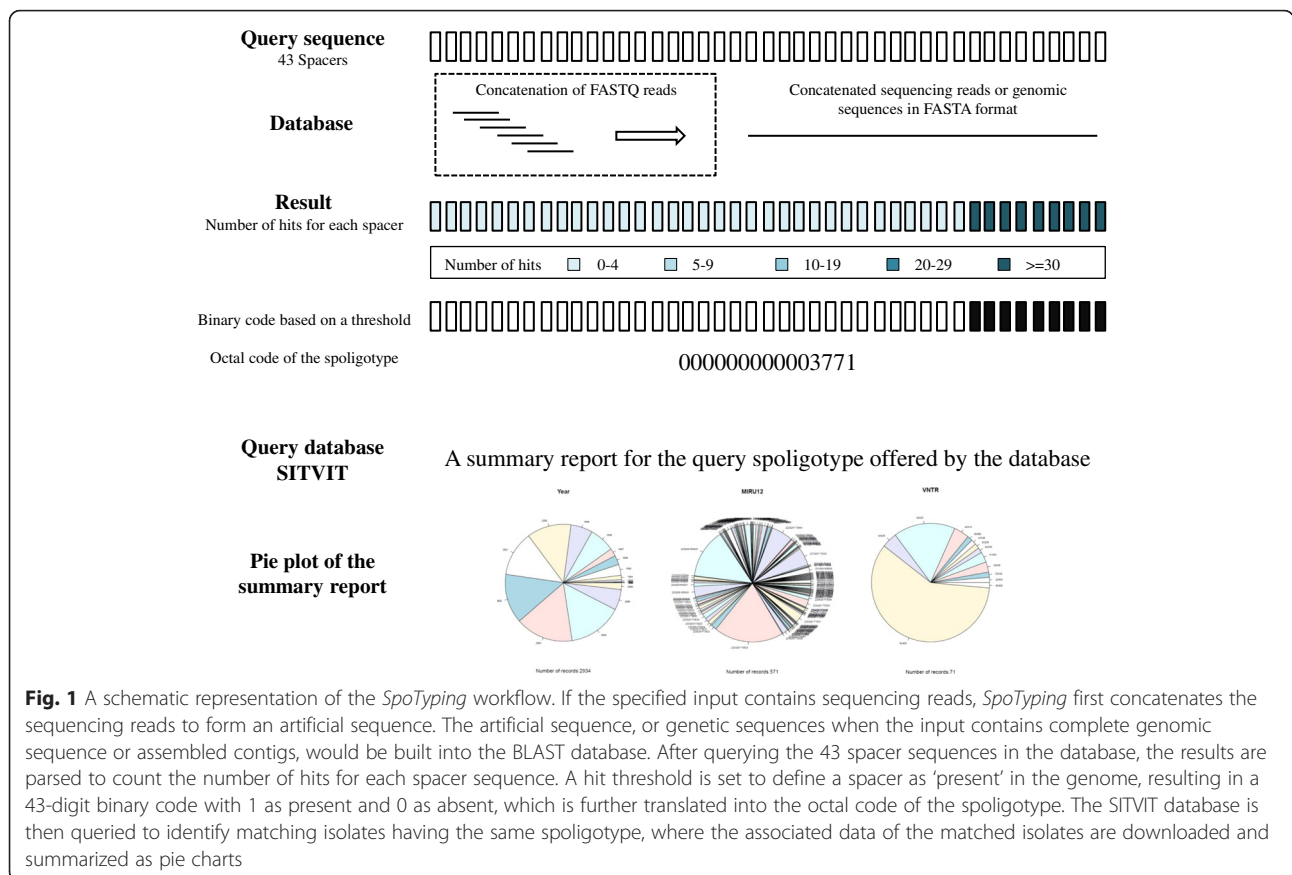 Query sequence
43 Spacers
Concatenation of FASTQ reads
Concatenated sequencing reads or genomic
sequences in FASTA format
Database
Result
Number of hits for each spacer
Number of hits 0-4 5-9 10-19 20-29 >=30
Binary code based on a threshold
Octal code of the spoligotype
000000000003771
Query database
SITVIT
A summary report for the query spoligotype offered by the database
Year
MIRU12
VNTR
Pie plot of the
summary report
Number of records:2934
Number of records:571
Number of records:71
Fig. 1 A schematic representation of the SpoTyping workflow. If the specified input contains sequencing reads, SpoTyping first concatenates the
sequencing reads to form an artificial sequence. The artificial sequence, or genetic sequences when the input contains complete genomic
sequence or assembled contigs, would be built into the BLAST database. After querying the 43 spacer sequences in the database, the results are
parsed to count the number of hits for each spacer sequence. A hit threshold is set to define a spacer as ‘present’ in the genome, resulting in a
43-digit binary code with 1 as present and 0 as absent, which is further translated into the octal code of the spoligotype. The SITVIT database is
then queried to identify matching isolates having the same spoligotype, where the associated data of the matched isolates are downloaded and
summarized as pie charts